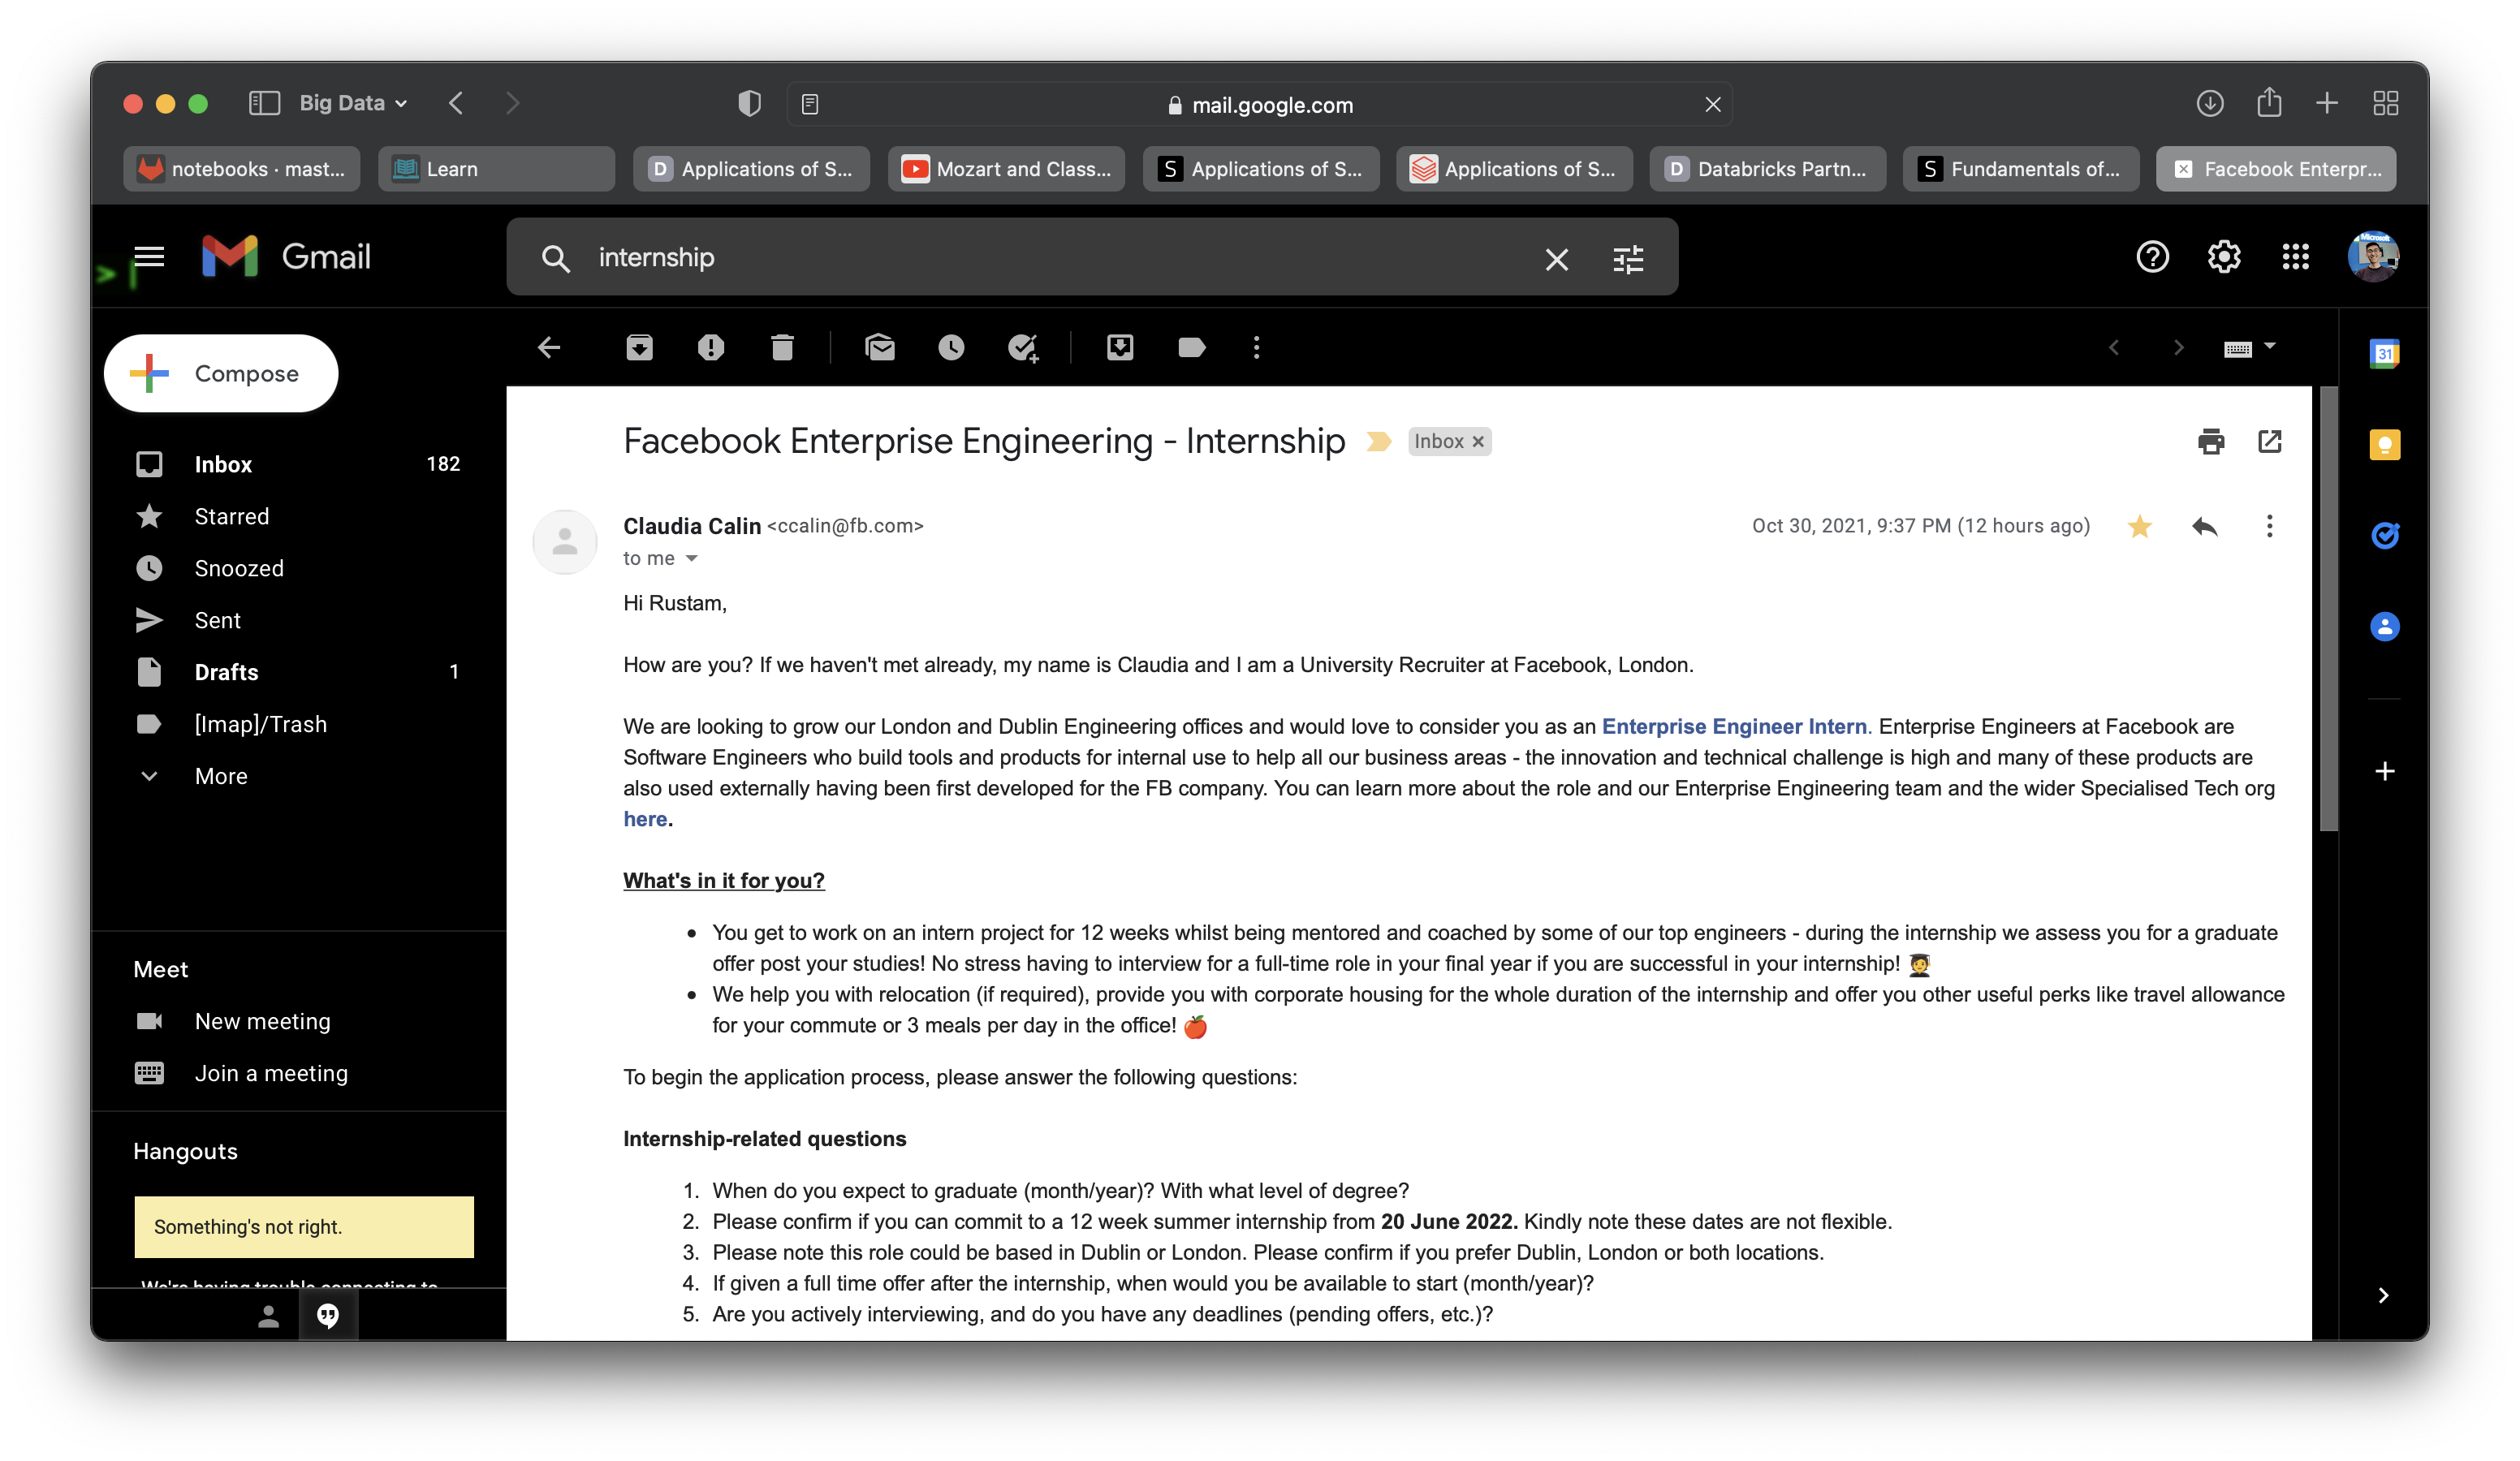 Big Data
mail.google.com
notebooks · mast...
Learn
D Applications of S...
Mozart and Class...
S Applications of S...
Applications of S...
D Databricks Partn...
S Fundamentals of...
Facebook Enterpr...
> |
Gmail
internship
Microsoft
Compose
Inbox 182
Starred
Snoozed
Sent
Drafts 1
[Imap]/Trash
More
Meet
New meeting
Join a meeting
Hangouts
Something's not right.
We're having trouble connecting to
31
Facebook Enterprise Engineering - Internship Inbox
Claudia Calin <ccalin@fb.com> Oct 30, 2021, 9:37 PM (12 hours ago)
to me
Hi Rustam,
How are you? If we haven't met already, my name is Claudia and I am a University Recruiter at Facebook, London.
We are looking to grow our London and Dublin Engineering offices and would love to consider you as an Enterprise Engineer Intern. Enterprise Engineers at Facebook are
Software Engineers who build tools and products for internal use to help all our business areas - the innovation and technical challenge is high and many of these products are
also used externally having been first developed for the FB company. You can learn more about the role and our Enterprise Engineering team and the wider Specialised Tech org
here.
What's in it for you?
• You get to work on an intern project for 12 weeks whilst being mentored and coached by some of our top engineers - during the internship we assess you for a graduate
offer post your studies! No stress having to interview for a full-time role in your final year if you are successful in your internship! 🧑‍🎓
• We help you with relocation (if required), provide you with corporate housing for the whole duration of the internship and offer you other useful perks like travel allowance
for your commute or 3 meals per day in the office! 🍎
To begin the application process, please answer the following questions:
Internship-related questions
1. When do you expect to graduate (month/year)? With what level of degree?
2. Please confirm if you can commit to a 12 week summer internship from 20 June 2022. Kindly note these dates are not flexible.
3. Please note this role could be based in Dublin or London. Please confirm if you prefer Dublin, London or both locations.
4. If given a full time offer after the internship, when would you be available to start (month/year)?
5. Are you actively interviewing, and do you have any deadlines (pending offers, etc.)?